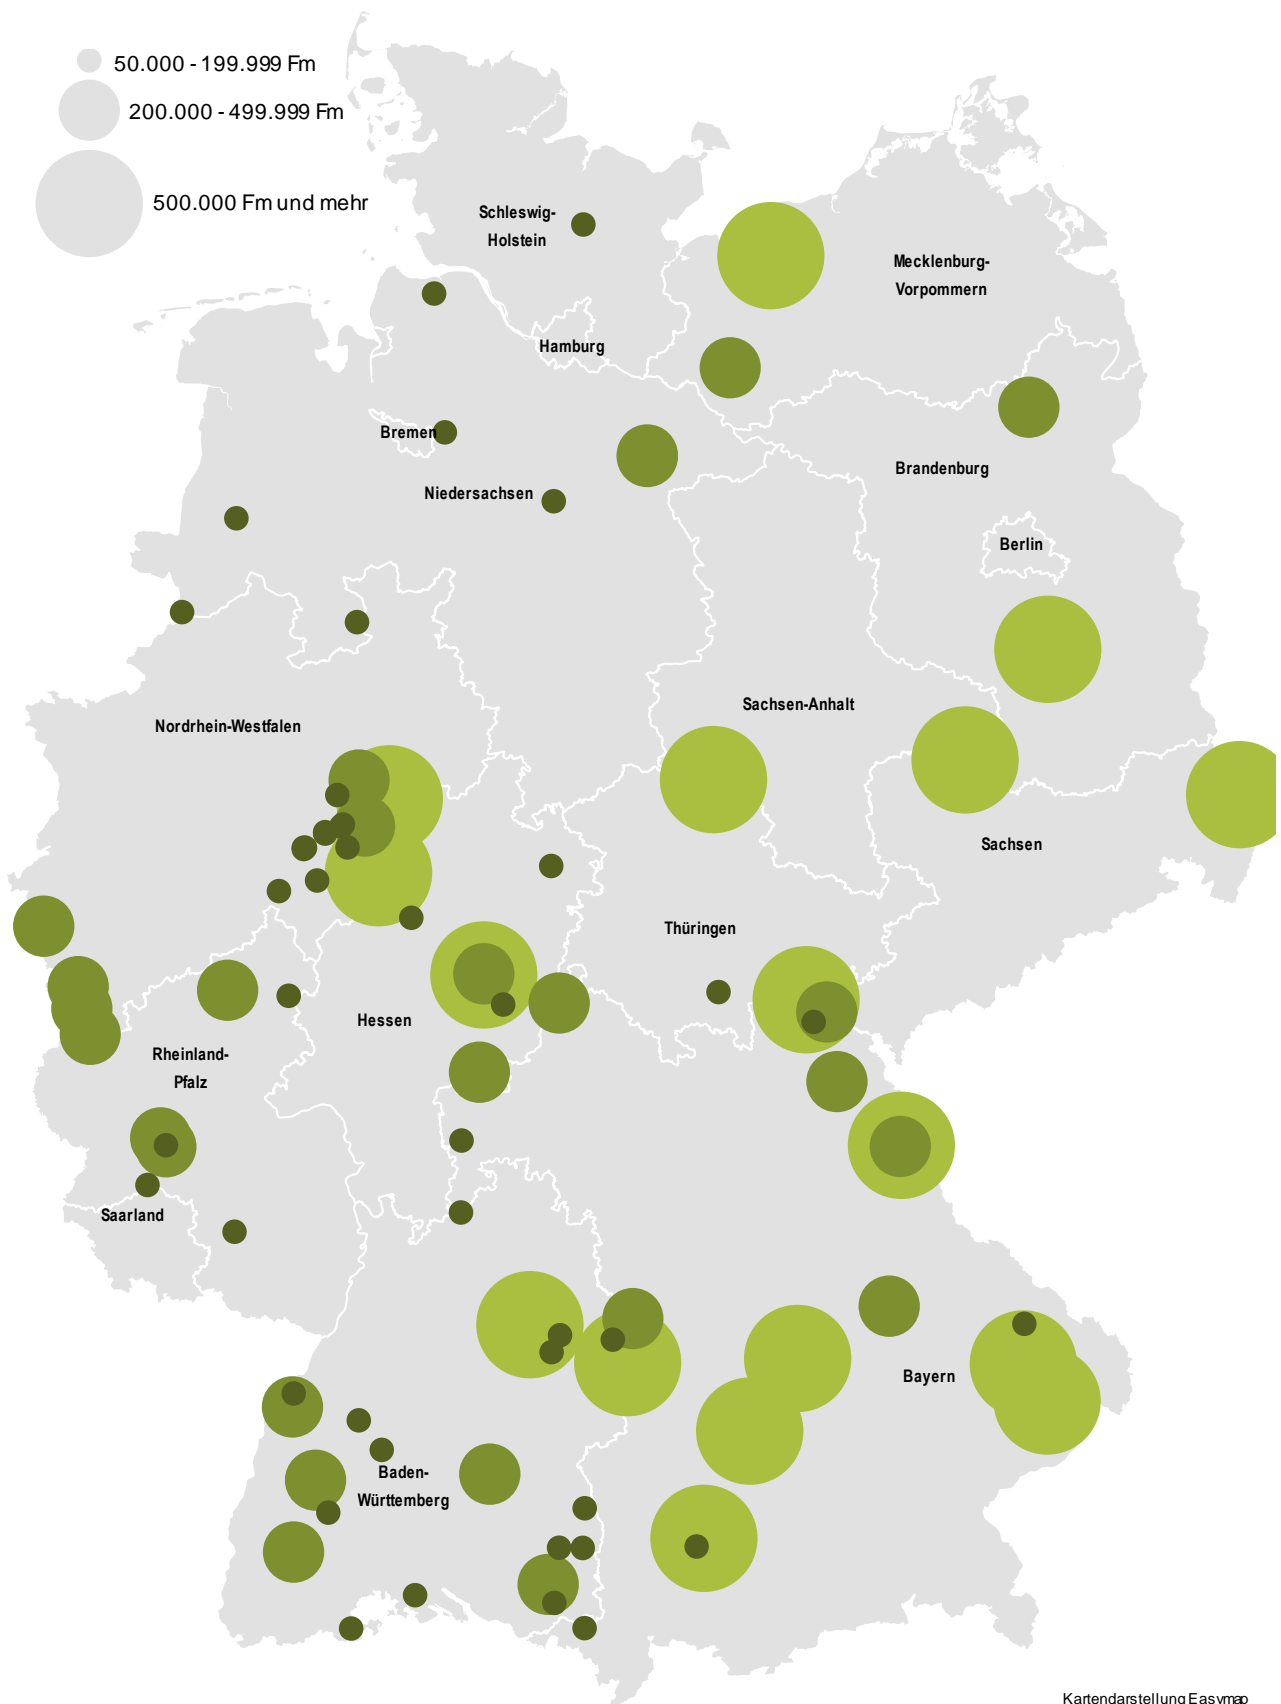 50.000 - 199.999 Fm
200.000 - 499.999 Fm
500.000 Fm und mehr
Schleswig-
Holstein
Mecklenburg-
Vorpommern
Hamburg
Bremen
Brandenburg
Niedersachsen
Berlin
Sachsen-Anhalt
Nordrhein-Westfalen
Sachsen
Thüringen
Hessen
Rheinland-
Pfalz
Saarland
Bayern
Baden-
Württemberg
Kartendarstellung Easymap